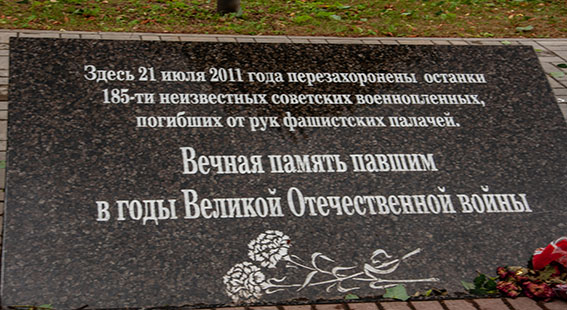 Здесь 21 июля 2011 года перезахоронены останки
185-ти неизвестных советских военнопленных,
погибших от рук фашистских палачей.
Вечная память павшим
в годы Великой Отечественной войны